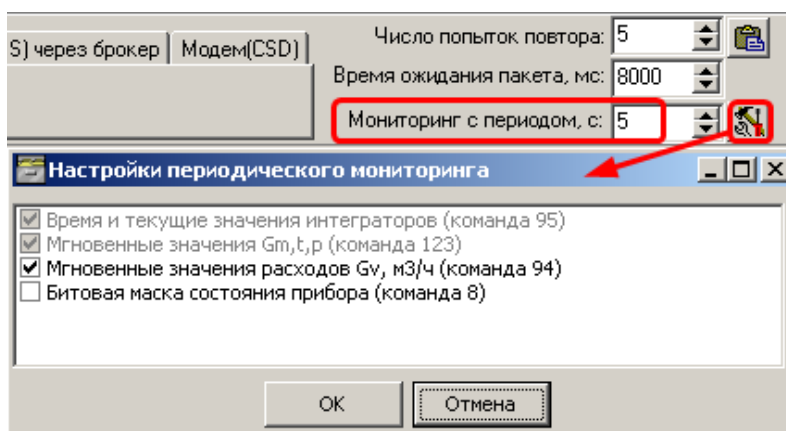 Число попыток повтора: 5
S) через брокер Модем(CSD)
Время ожидания пакета, мс: 8000
Мониторинг с периодом, с: 5
Настройки периодического мониторинга
Время и текущие значения интеграторов (команда 95)
Мгновенные значения Gm,t,p (команда 123)
Мгновенные значения расходов Gv, м3/ч (команда 94)
Битовая маска состояния прибора (команда 8)
ОК Отмена